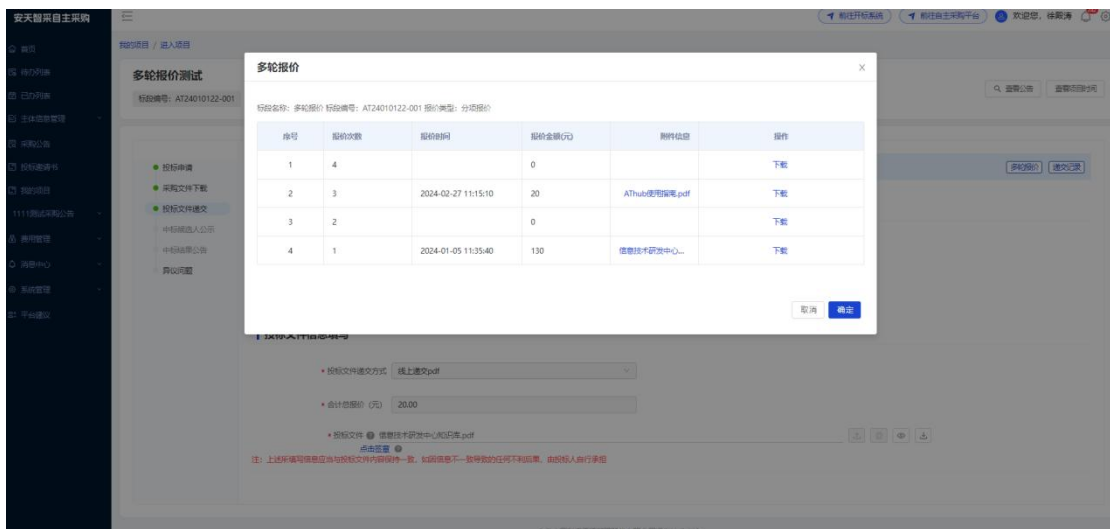 安天智采自主采购
前往开标系统
前往自主采购平台
欢迎您,
首页
待办列表
已办列表
主体信息管理
采购公告
投标邀请书
我的项目
1111测试采购公告
费用管理
消息中心
系统管理
平台建议
我的项目 / 进入项目
多轮报价测试
标段编号: AT24010122-001
查看公告
查看项目时间
多轮报价
递交记录
投标申请
采购文件下载
投标文件递交
中标候选人公示
中标结果公告
异议问题
多轮报价
标段名称: 多轮报价 标段编号: AT24010122-001 报价类型: 分项报价
序号 报价次数 报价时间 报价金额(元) 附件信息 操作
1 4 0 下载
2 3 2024-02-27 11:15:10 20 AThub使用指南.pdf 下载
3 2 0 下载
4 1 2024-01-05 11:35:40 130 信息技术研发中心... 下载
取消 确定
投标文件信息填写
* 投标文件递交方式 线上递交pdf
* 合计总报价 (元) 20.00
* 投标文件 信息技术研发中心知识库.pdf
点击签章
注: 上述所填写信息应当与投标文件内容保持一致, 如因信息不一致导致的任何不利后果, 由投标人自行承担